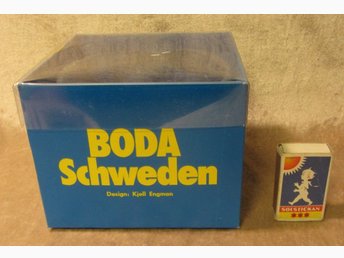 BODA
Schweden
Design: Kjell Engman
SOLSTICKAN